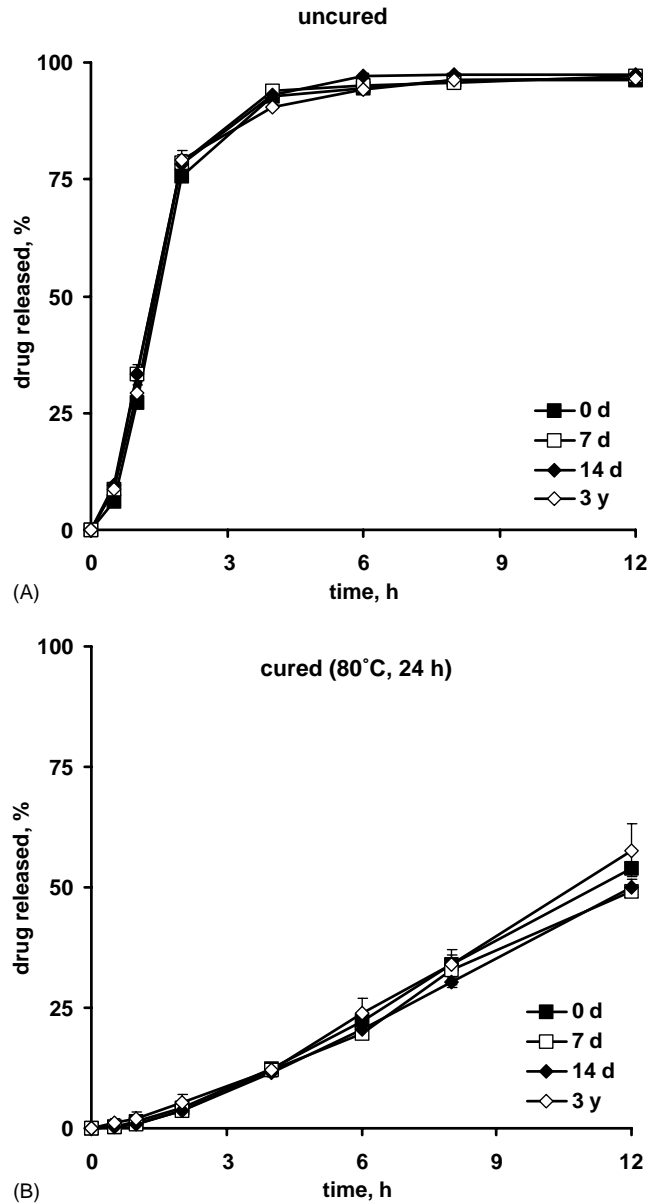 uncured
100
75
50
25
0
drug released, %
0 d
7 d
14 d
3 y
0 3 6 9 12
time, h
(A)
cured (80˚C, 24 h)
100
75
50
25
0
drug released, %
0 d
7 d
14 d
3 y
0 3 6 9 12
time, h
(B)